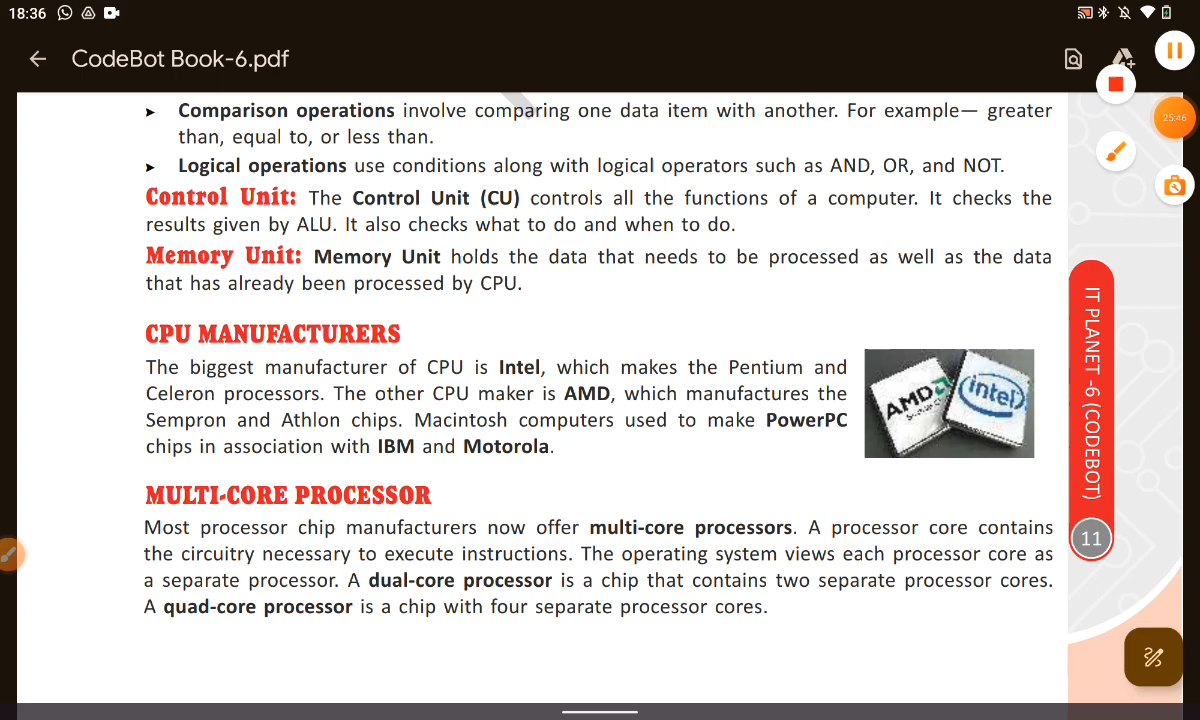 18:36
CodeBot Book-6.pdf
25:46
► Comparison operations involve comparing one data item with another. For example— greater
than, equal to, or less than.
► Logical operations use conditions along with logical operators such as AND, OR, and NOT.
Control Unit: The Control Unit (CU) controls all the functions of a computer. It checks the
results given by ALU. It also checks what to do and when to do.
Memory Unit: Memory Unit holds the data that needs to be processed as well as the data
that has already been processed by CPU.
CPU MANUFACTURERS
The biggest manufacturer of CPU is Intel, which makes the Pentium and
Celeron processors. The other CPU maker is AMD, which manufactures the
Sempron and Athlon chips. Macintosh computers used to make PowerPC
chips in association with IBM and Motorola.
AMD
intel
MULTI-CORE PROCESSOR
Most processor chip manufacturers now offer multi-core processors. A processor core contains
the circuitry necessary to execute instructions. The operating system views each processor core as
a separate processor. A dual-core processor is a chip that contains two separate processor cores.
A quad-core processor is a chip with four separate processor cores.
IT PLANET -6 (CODEBOT)
11